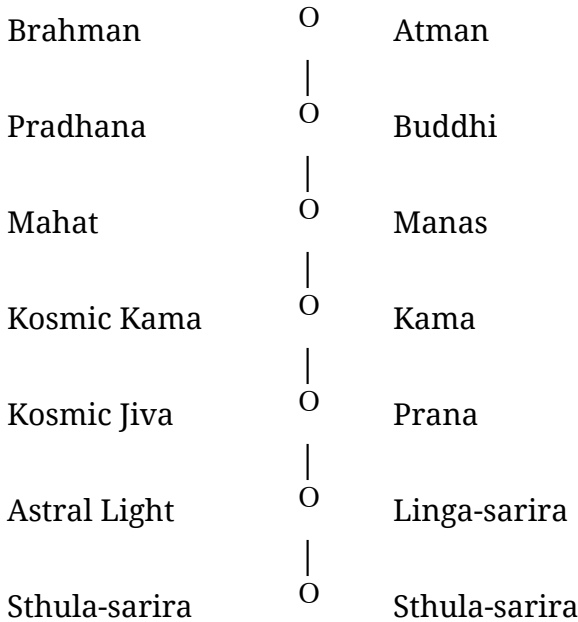 Brahman O Atman
|
Pradhana O Buddhi
|
Mahat O Manas
|
Kosmic Kama O Kama
|
Kosmic Jiva O Prana
|
Astral Light O Linga-sarira
|
Sthula-sarira O Sthula-sarira